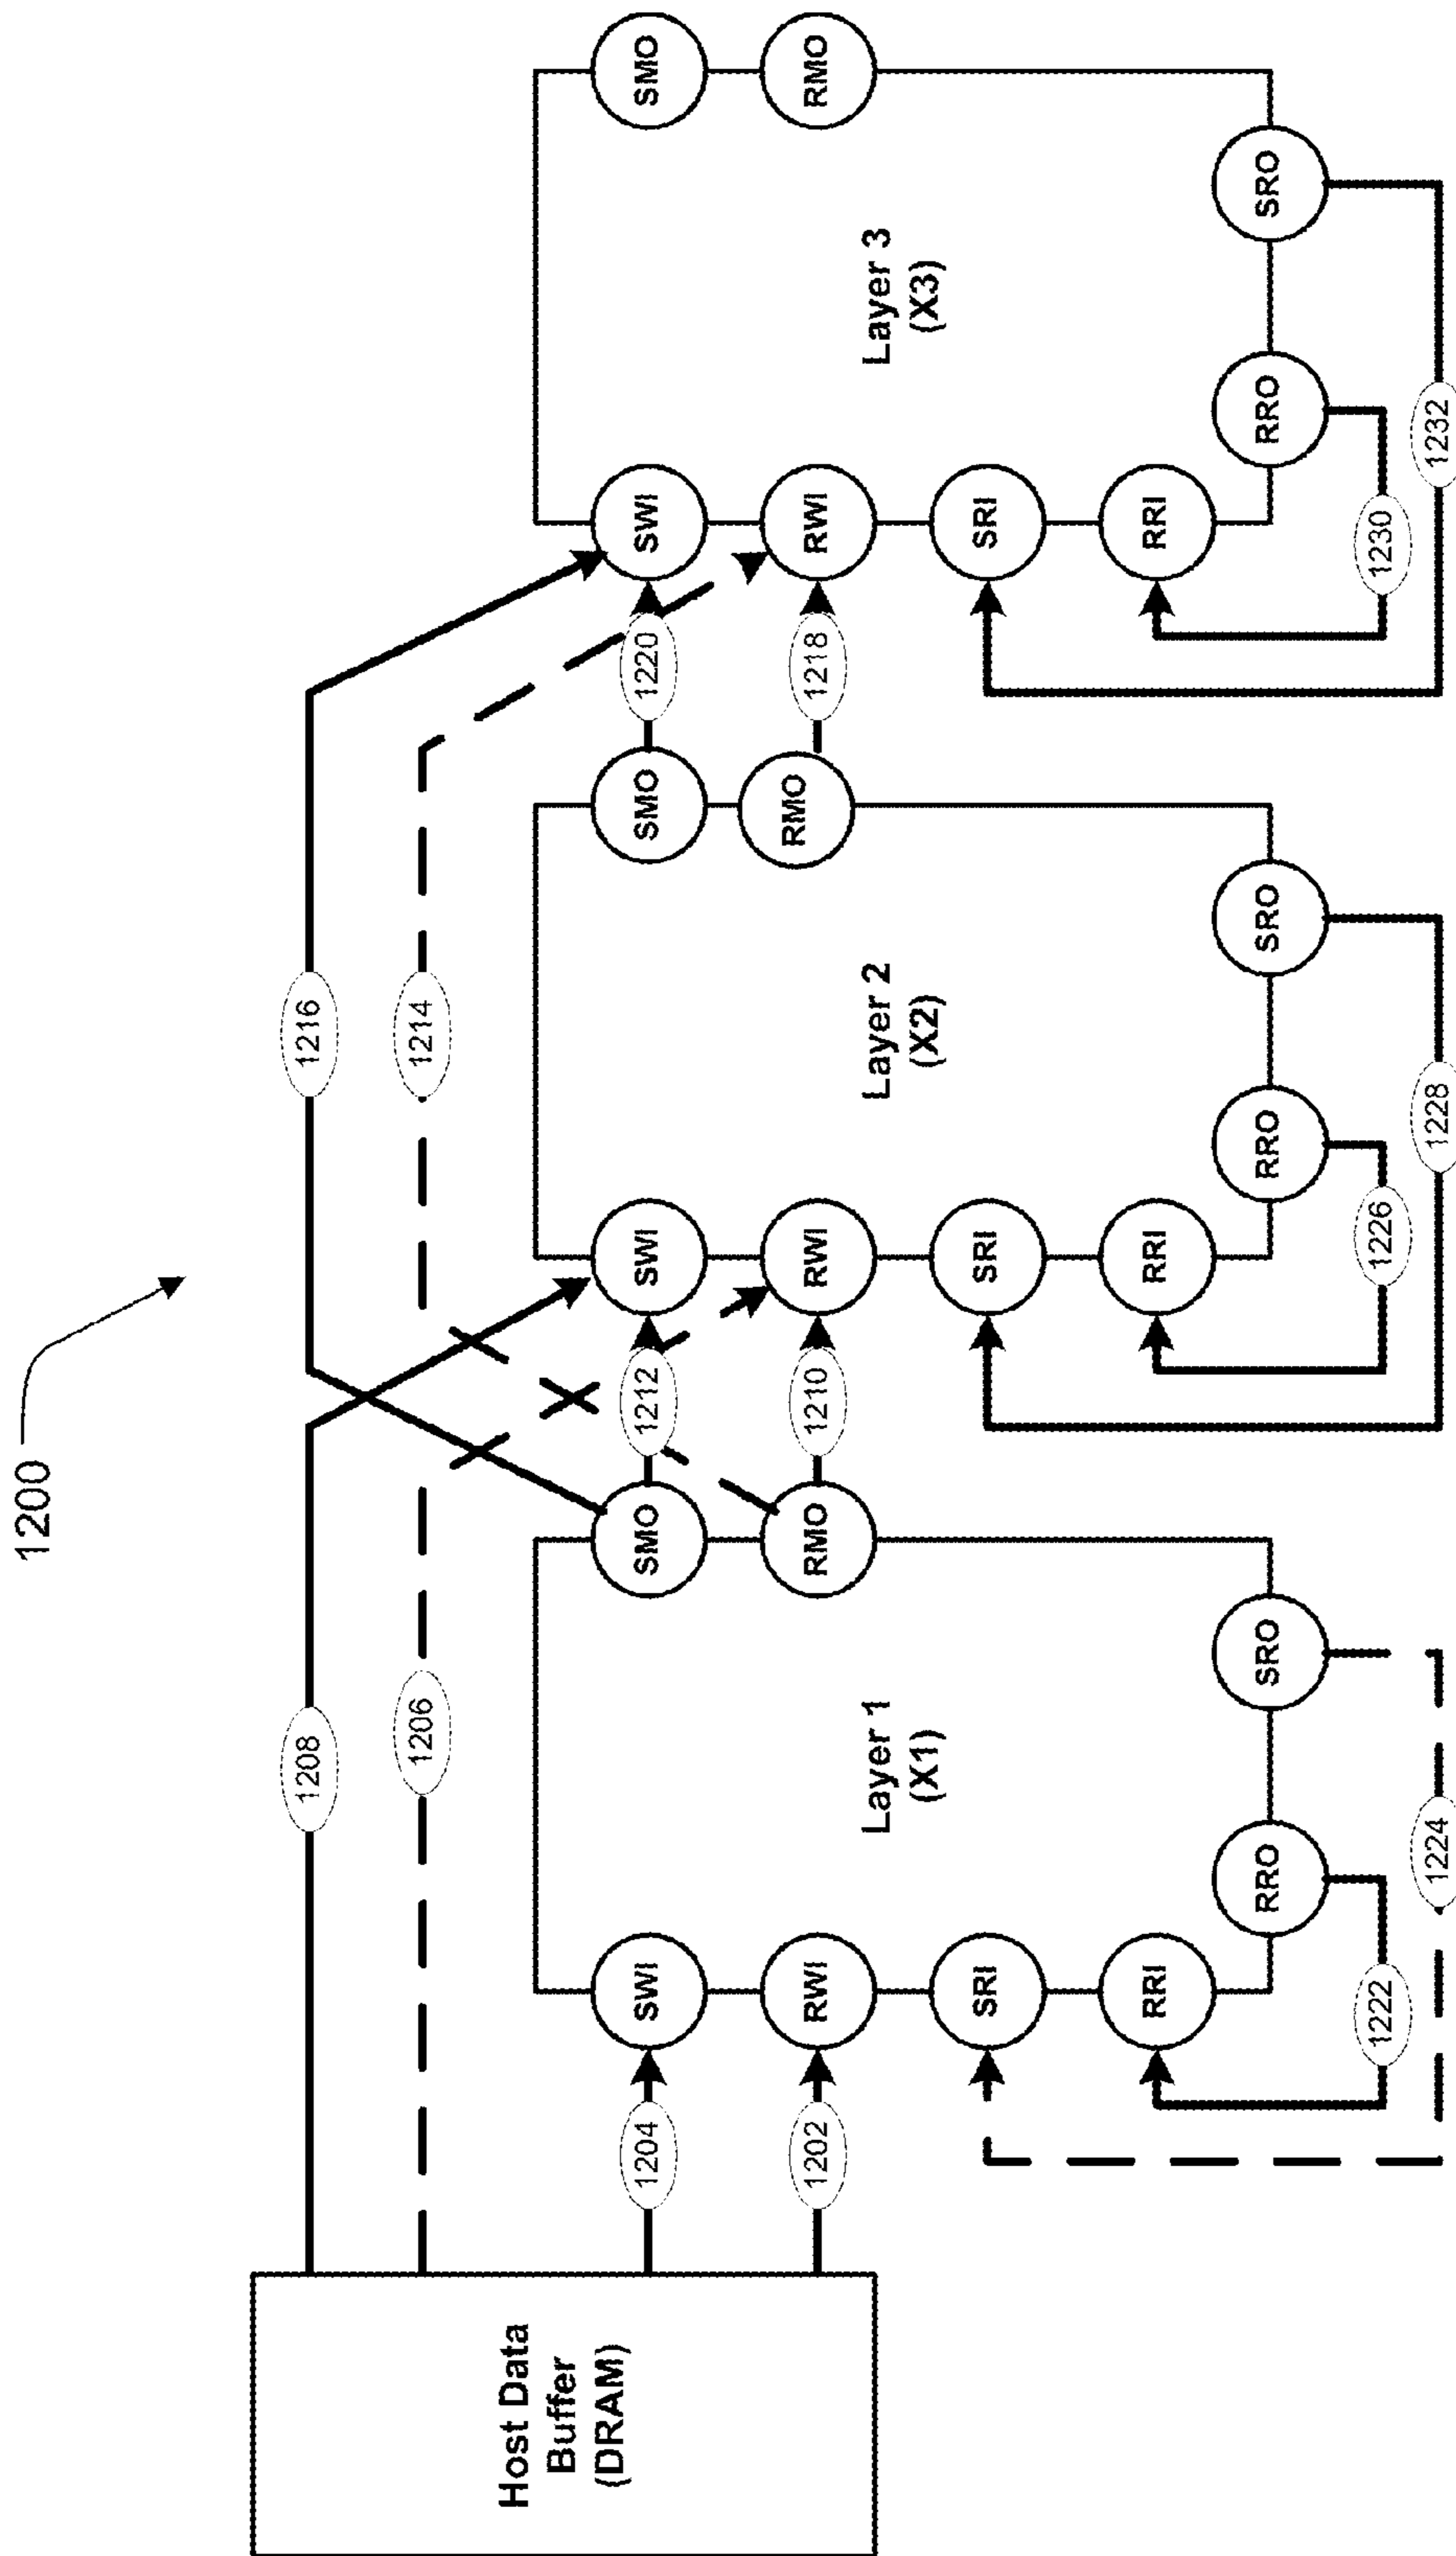 1200
1208
1216
1206
1214
Host Data
Buffer
(DRAM)
1204
SWI
SMO
1212
SWI
SMO
1220
SWI
SMO
1202
RWI
RMO
1210
RWI
RMO
1218
RWI
RMO
Layer 1
(X1)
Layer 2
(X2)
Layer 3
(X3)
SRI
SRI
SRI
RRI
RRI
RRI
RRO
SRO
RRO
SRO
RRO
SRO
1222
1226
1230
1224
1228
1232